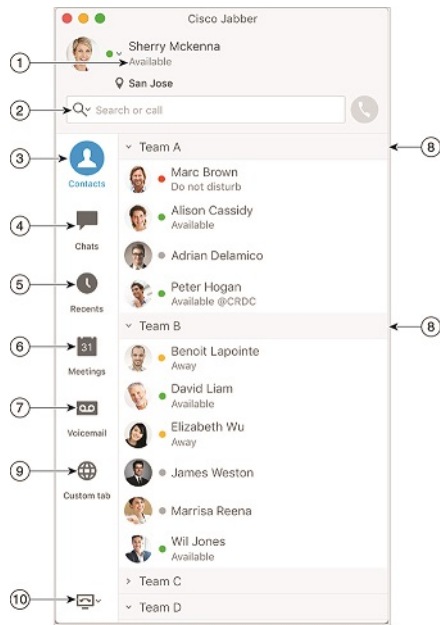 Cisco Jabber
Sherry Mckenna
1
Available
San Jose
2
Search or call
3
Contacts
Team A
8
Marc Brown
Do not disturb
4
Chats
Alison Cassidy
Available
Adrian Delamico
5
Recents
Peter Hogan
Available @CRDC
Team B
8
6
31
Meetings
Benoit Lapointe
Away
David Liam
Available
7
Voicemail
Elizabeth Wu
Away
9
Custom tab
James Weston
Marrisa Reena
Wil Jones
Available
Team C
10
Team D